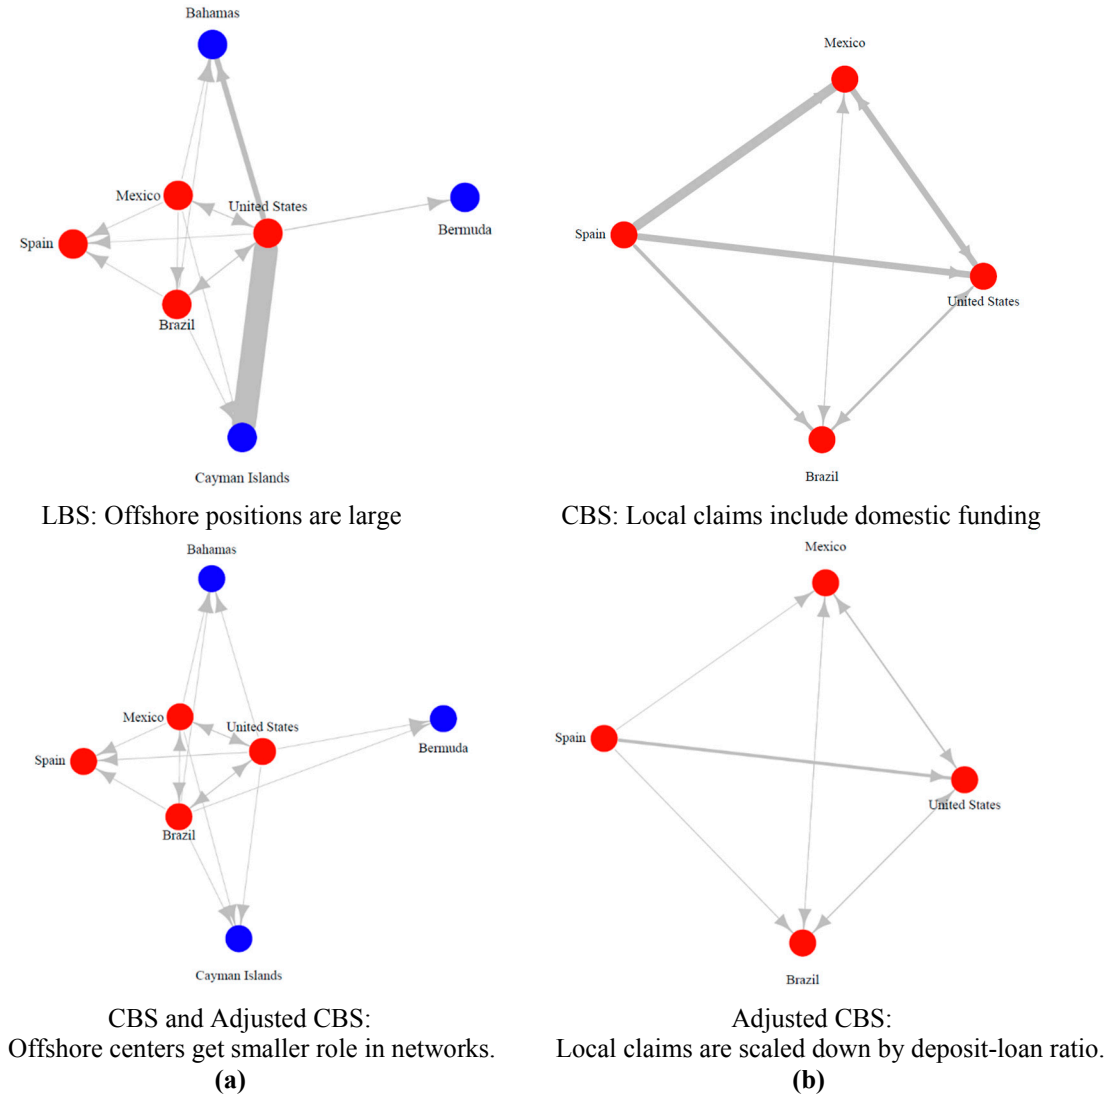 Bahamas
Mexico
Mexico
United States
Spain
Bermuda
Brazil
Cayman Islands
LBS: Offshore positions are large
Spain
United States
Brazil
CBS: Local claims include domestic funding
Bahamas
Mexico
United States
Spain
Bermuda
Brazil
Cayman Islands
CBS and Adjusted CBS:
Offshore centers get smaller role in networks.
(a)
Mexico
Spain
United States
Brazil
Adjusted CBS:
Local claims are scaled down by deposit-loan ratio.
(b)